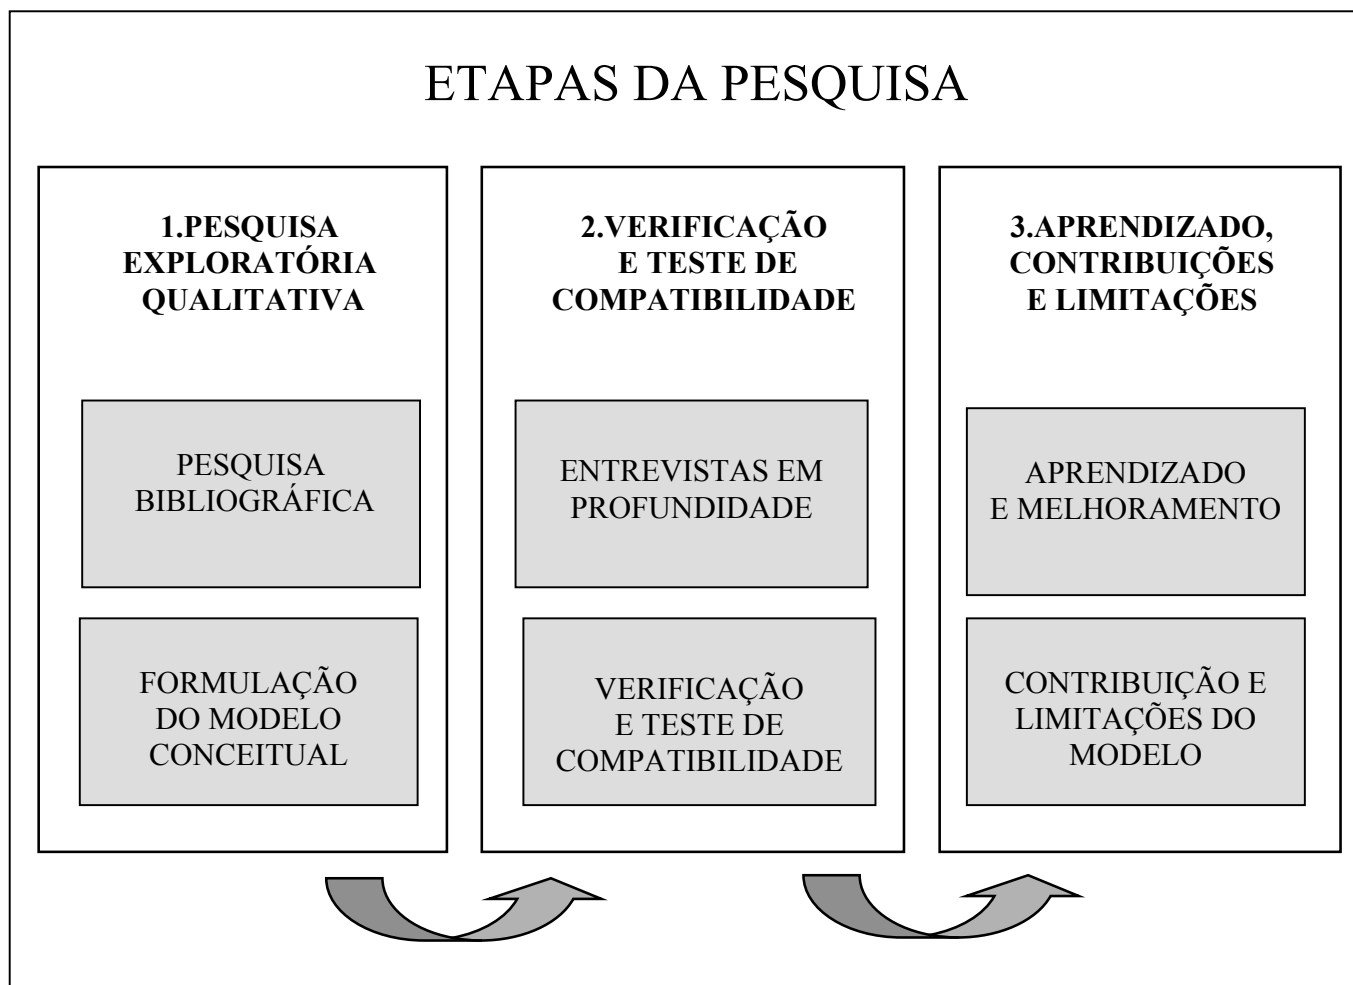 ETAPAS DA PESQUISA
1.PESQUISA
EXPLORATÓRIA
QUALITATIVA
PESQUISA
BIBLIOGRÁFICA
FORMULAÇÃO
DO MODELO
CONCEITUAL
2.VERIFICAÇÃO
E TESTE DE
COMPATIBILIDADE
ENTREVISTAS EM
PROFUNDIDADE
VERIFICAÇÃO
E TESTE DE
COMPATIBILIDADE
3.APRENDIZADO,
CONTRIBUIÇÕES
E LIMITAÇÕES
APRENDIZADO
E MELHORAMENTO
CONTRIBUIÇÃO E
LIMITAÇÕES DO
MODELO